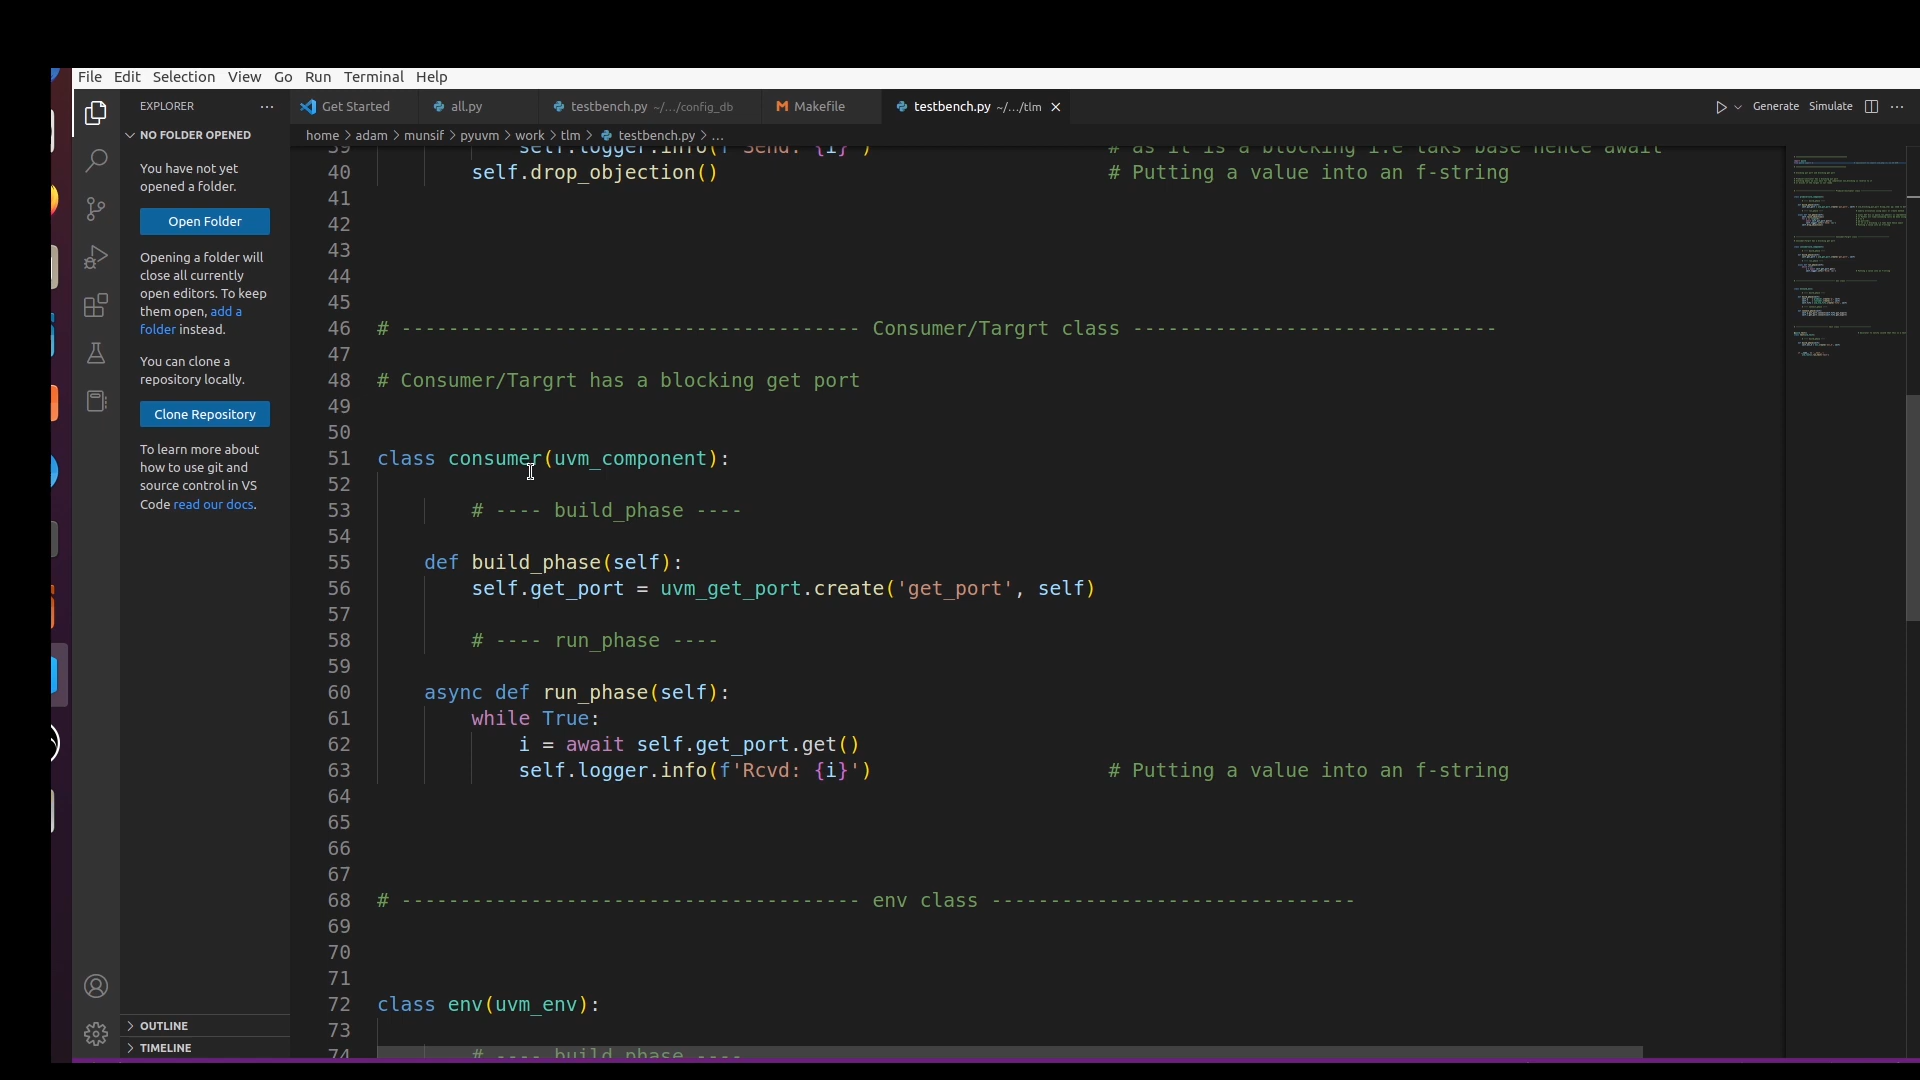 File Edit Selection View Go Run Terminal Help
EXPLORER ···
Get Started
all.py
testbench.py ~/.../config_db
Makefile
testbench.py ~/.../tlm
Generate Simulate ···
NO FOLDER OPENED
You have not yet
opened a folder.
Open Folder
Opening a folder will
close all currently
open editors. To keep
them open, add a
folder instead.
You can clone a
repository locally.
Clone Repository
To learn more about
how to use git and
source control in VS
Code read our docs.
OUTLINE
TIMELINE
home > adam > munsif > pyuvm > work > tlm > testbench.py > ...
39 self.logger.info(f'Send: {i}') # as it is a blocking i.e taks base hence await
40 self.drop_objection() # Putting a value into an f-string
41
42
43
44
45
46 # --------------------------------------- Consumer/Targrt class -------------------------------
47
48 # Consumer/Targrt has a blocking get port
49
50
51 class consumer(uvm_component):
52
53 # ---- build_phase ----
54
55 def build_phase(self):
56 self.get_port = uvm_get_port.create('get_port', self)
57
58 # ---- run_phase ----
59
60 async def run_phase(self):
61 while True:
62 i = await self.get_port.get()
63 self.logger.info(f'Rcvd: {i}') # Putting a value into an f-string
64
65
66
67
68 # --------------------------------------- env class -------------------------------
69
70
71
72 class env(uvm_env):
73
74 # ---- build_phase ----